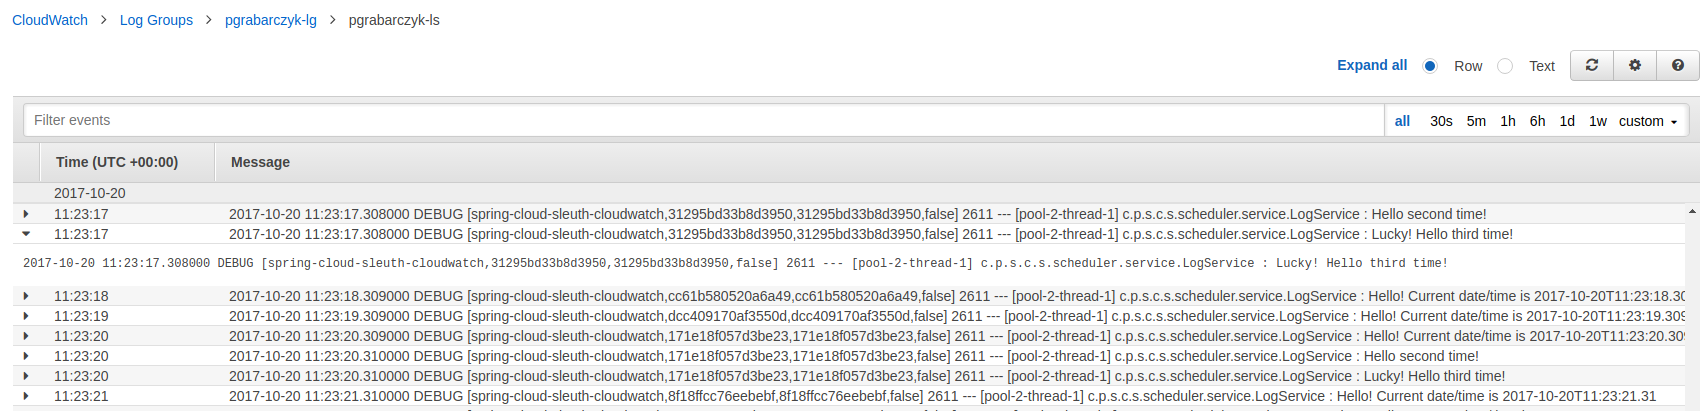 CloudWatch > Log Groups > pgrabarczyk-lg > pgrabarczyk-ls
Expand all Row Text
Filter events all 30s 5m 1h 6h 1d 1w custom
Time (UTC +00:00) Message
2017-10-20
11:23:17 2017-10-20 11:23:17.308000 DEBUG [spring-cloud-sleuth-cloudwatch,31295bd33b8d3950,31295bd33b8d3950,false] 2611 --- [pool-2-thread-1] c.p.s.c.s.scheduler.service.LogService : Hello second time!
11:23:17 2017-10-20 11:23:17.308000 DEBUG [spring-cloud-sleuth-cloudwatch,31295bd33b8d3950,31295bd33b8d3950,false] 2611 --- [pool-2-thread-1] c.p.s.c.s.scheduler.service.LogService : Lucky! Hello third time!
2017-10-20 11:23:17.308000 DEBUG [spring-cloud-sleuth-cloudwatch,31295bd33b8d3950,31295bd33b8d3950,false] 2611 --- [pool-2-thread-1] c.p.s.c.s.scheduler.service.LogService : Lucky! Hello third time!
11:23:18 2017-10-20 11:23:18.309000 DEBUG [spring-cloud-sleuth-cloudwatch,cc61b580520a6a49,cc61b580520a6a49,false] 2611 --- [pool-2-thread-1] c.p.s.c.s.scheduler.service.LogService : Hello! Current date/time is 2017-10-20T11:23:18.30
11:23:19 2017-10-20 11:23:19.309000 DEBUG [spring-cloud-sleuth-cloudwatch,dcc409170af3550d,dcc409170af3550d,false] 2611 --- [pool-2-thread-1] c.p.s.c.s.scheduler.service.LogService : Hello! Current date/time is 2017-10-20T11:23:19.309
11:23:20 2017-10-20 11:23:20.309000 DEBUG [spring-cloud-sleuth-cloudwatch,171e18f057d3be23,171e18f057d3be23,false] 2611 --- [pool-2-thread-1] c.p.s.c.s.scheduler.service.LogService : Hello! Current date/time is 2017-10-20T11:23:20.309
11:23:20 2017-10-20 11:23:20.310000 DEBUG [spring-cloud-sleuth-cloudwatch,171e18f057d3be23,171e18f057d3be23,false] 2611 --- [pool-2-thread-1] c.p.s.c.s.scheduler.service.LogService : Hello second time!
11:23:20 2017-10-20 11:23:20.310000 DEBUG [spring-cloud-sleuth-cloudwatch,171e18f057d3be23,171e18f057d3be23,false] 2611 --- [pool-2-thread-1] c.p.s.c.s.scheduler.service.LogService : Lucky! Hello third time!
11:23:21 2017-10-20 11:23:21.310000 DEBUG [spring-cloud-sleuth-cloudwatch,8f18ffcc76eebebf,8f18ffcc76eebebf,false] 2611 --- [pool-2-thread-1] c.p.s.c.s.scheduler.service.LogService : Hello! Current date/time is 2017-10-20T11:23:21.31